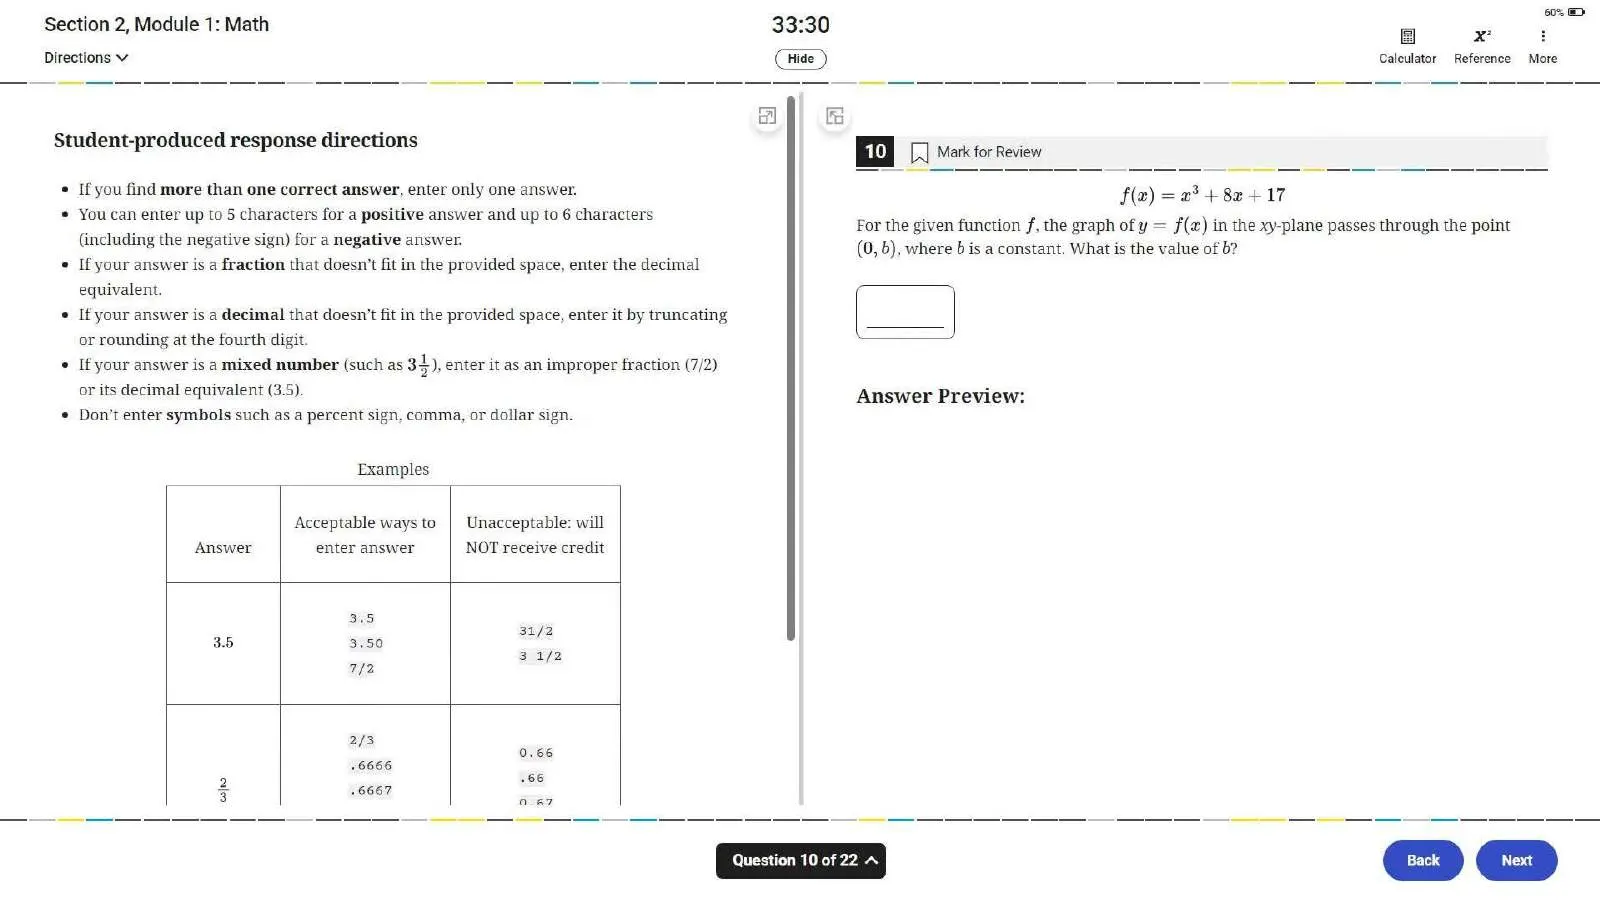 60%
Section 2, Module 1: Math
33:30
Directions
Hide
Calculator
Reference
More
Student-produced response directions
• If you find more than one correct answer, enter only one answer.
• You can enter up to 5 characters for a positive answer and up to 6 characters
(including the negative sign) for a negative answer.
• If your answer is a fraction that doesn't fit in the provided space, enter the decimal
equivalent.
• If your answer is a decimal that doesn't fit in the provided space, enter it by truncating
or rounding at the fourth digit.
• If your answer is a mixed number (such as 3 1/2), enter it as an improper fraction (7/2)
or its decimal equivalent (3.5).
• Don't enter symbols such as a percent sign, comma, or dollar sign.
Examples
Answer
Acceptable ways to
enter answer
Unacceptable: will
NOT receive credit
3.5
3.5
3.50
7/2
31/2
3 1/2
2/3
2/3
.6666
.6667
0.66
.66
0.67
10
Mark for Review
f(x) = x³ + 8x + 17
For the given function f, the graph of y = f(x) in the xy-plane passes through the point
(0, b), where b is a constant. What is the value of b?
Answer Preview:
Question 10 of 22
Back
Next